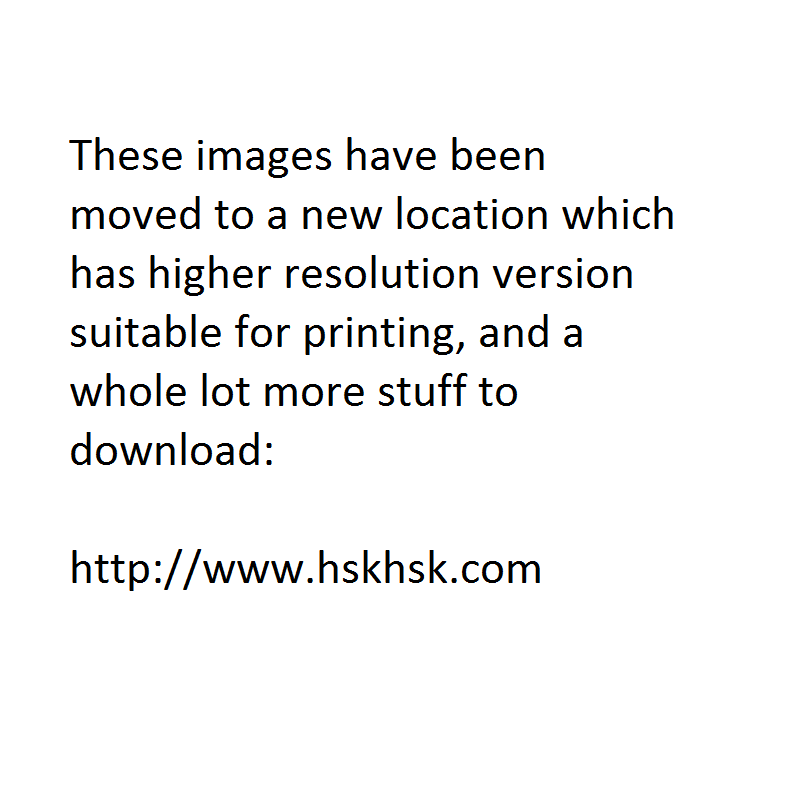 These images have been
moved to a new location which
has higher resolution version
suitable for printing, and a
whole lot more stuff to
download:
http://www.hskhsk.com